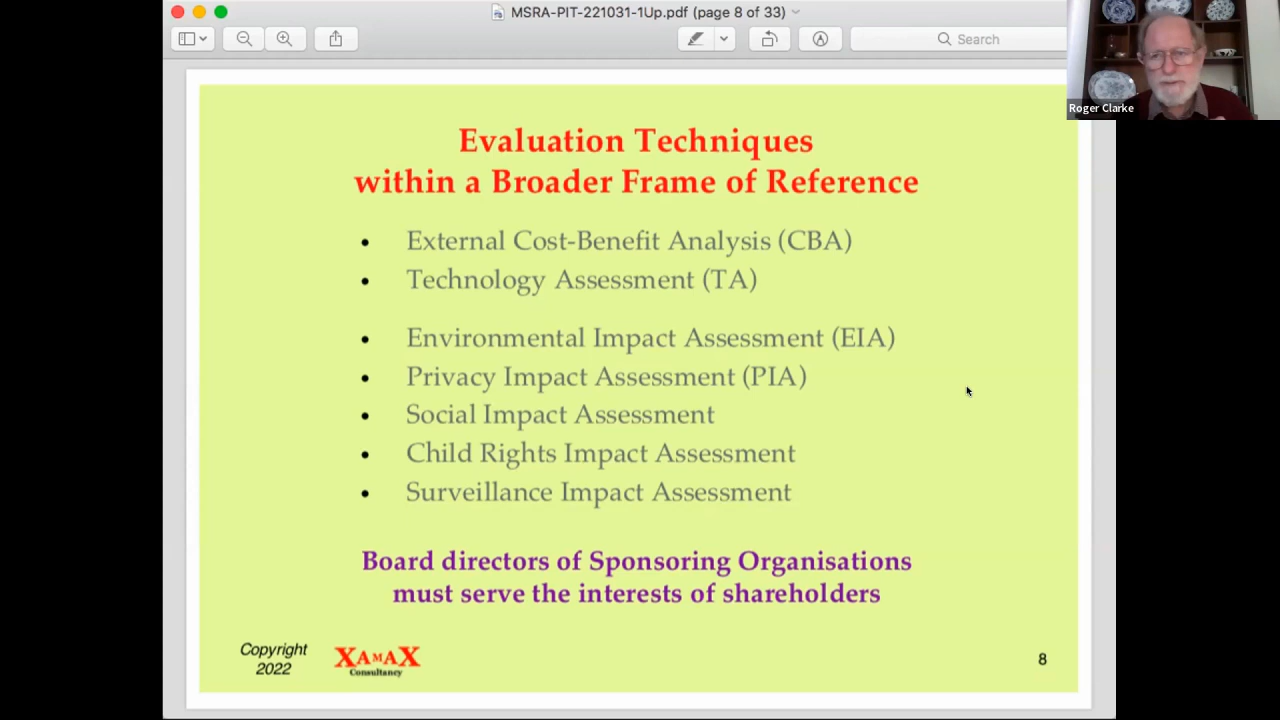 MSRA-PIT-221031-1Up.pdf (page 8 of 33)
Search
Roger Clarke
Evaluation Techniques
within a Broader Frame of Reference
• External Cost-Benefit Analysis (CBA)
• Technology Assessment (TA)
• Environmental Impact Assessment (EIA)
• Privacy Impact Assessment (PIA)
• Social Impact Assessment
• Child Rights Impact Assessment
• Surveillance Impact Assessment
Board directors of Sponsoring Organisations
must serve the interests of shareholders
Copyright
2022
XAMAX
Consultancy
8